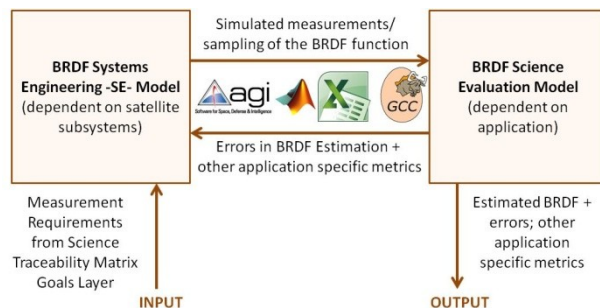 Simulated measurements/
sampling of the BRDF function
BRDF Systems
Engineering -SE- Model
(dependent on satellite
subsystems)
agi
Software for Space, Defense & Intelligence
X
GCC
BRDF Science
Evaluation Model
(dependent on
application)
Errors in BRDF Estimation +
other application specific metrics
Measurement
Requirements
from Science
Traceability Matrix
Goals Layer
Estimated BRDF +
errors; other
application
specific metrics
INPUT
OUTPUT